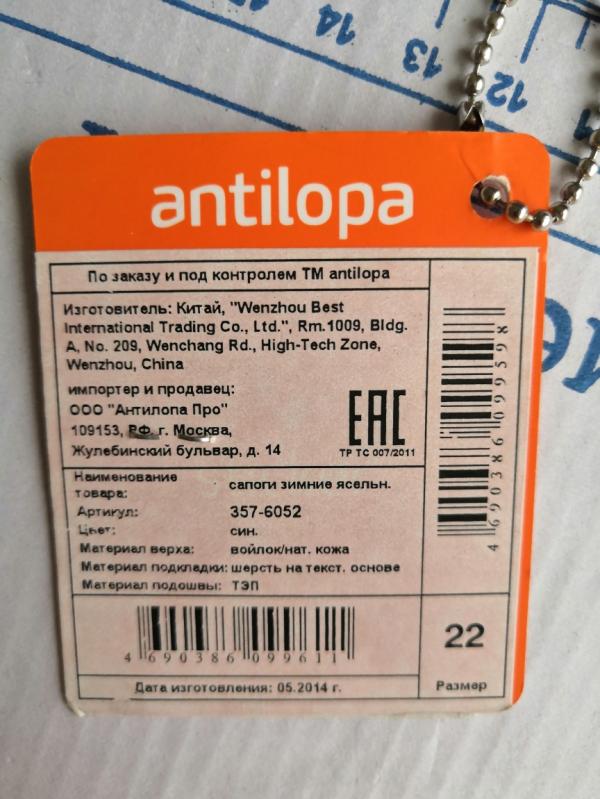 14
13
12
antilopa
По заказу и под контролем ТМ antilopa
Изготовитель: Китай, "Wenzhou Best
International Trading Co., Ltd.", Rm.1009, Bldg.
A, No. 209, Wenchang Rd., High-Tech Zone,
Wenzhou, China
импортер и продавец:
ООО "Антилопа Про"
109153, РФ, г. Москва,
Жулебинский бульвар, д. 14
EAC
ТР ТС 007/2011
Наименование
товара:
сапоги зимние ясельн.
Артикул: 357-6052
Цвет: син.
Материал верха: войлок/нат. кожа
Материал подкладки: шерсть на текст. основе
Материал подошвы: ТЭП
4 690386 099611
Дата изготовления: 05.2014 г.
4 690386 099598
22
Размер